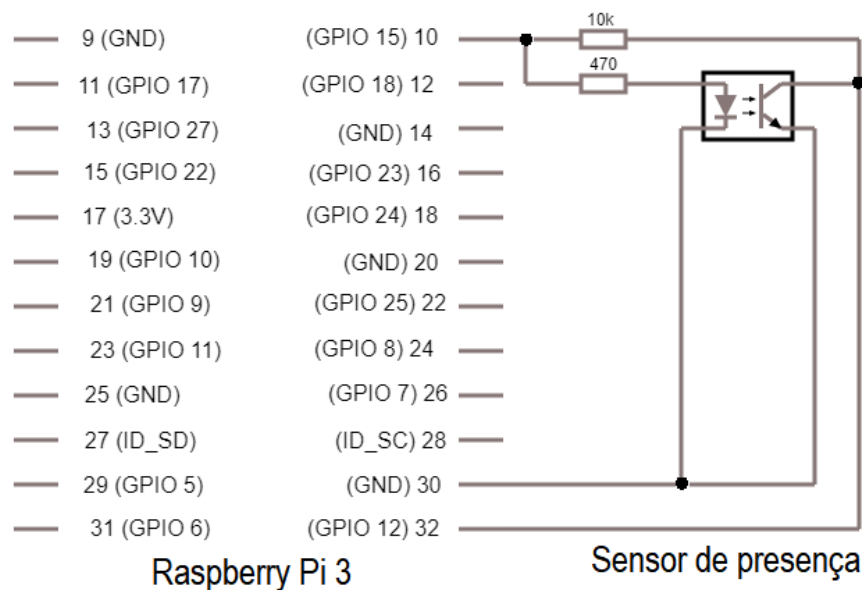 10k
9 (GND) (GPIO 15) 10
470
11 (GPIO 17) (GPIO 18) 12
13 (GPIO 27) (GND) 14
15 (GPIO 22) (GPIO 23) 16
17 (3.3V) (GPIO 24) 18
19 (GPIO 10) (GND) 20
21 (GPIO 9) (GPIO 25) 22
23 (GPIO 11) (GPIO 8) 24
25 (GND) (GPIO 7) 26
27 (ID_SD) (ID_SC) 28
29 (GPIO 5) (GND) 30
31 (GPIO 6) (GPIO 12) 32
Raspberry Pi 3 Sensor de presença